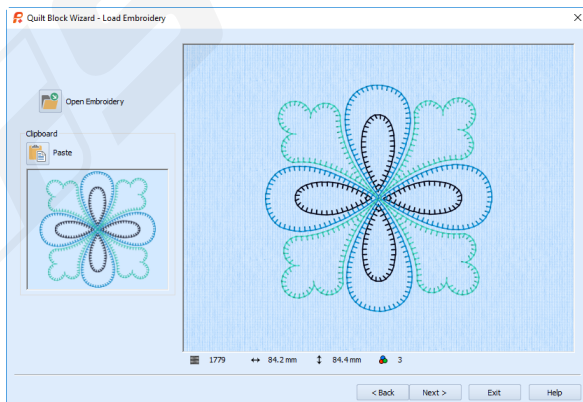 Quilt Block Wizard - Load Embroidery
Open Embroidery
Clipboard
Paste
1779 84.2 mm 84.4 mm 3
< Back Next > Exit Help